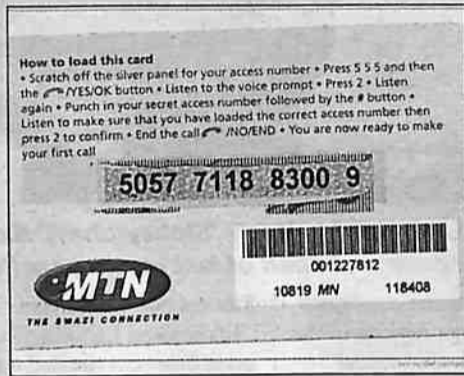 How to load this card
• Scratch off the silver panel for your access number • Press 5 5 5 and then
the /YES/OK button • Listen to the voice prompt • Press 2 • Listen
again • Punch in your secret access number followed by the # button •
Listen to make sure that you have loaded the correct access number then
press 2 to confirm • End the call /NO/END • You are now ready to make
your first call
5057 7118 8300 9
001227812
10819 MN 118408
MTN
THE SWAZI CONNECTION